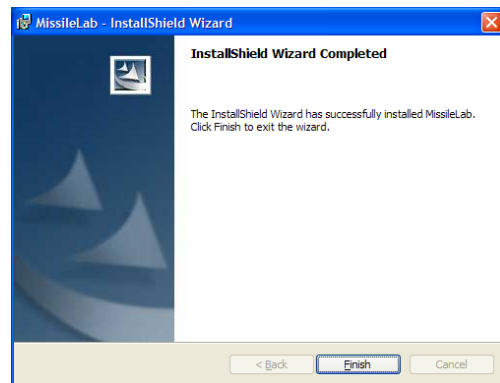 MissileLab - InstallShield Wizard
InstallShield Wizard Completed
The InstallShield Wizard has successfully installed MissileLab.
Click Finish to exit the wizard.
< Back
Finish
Cancel